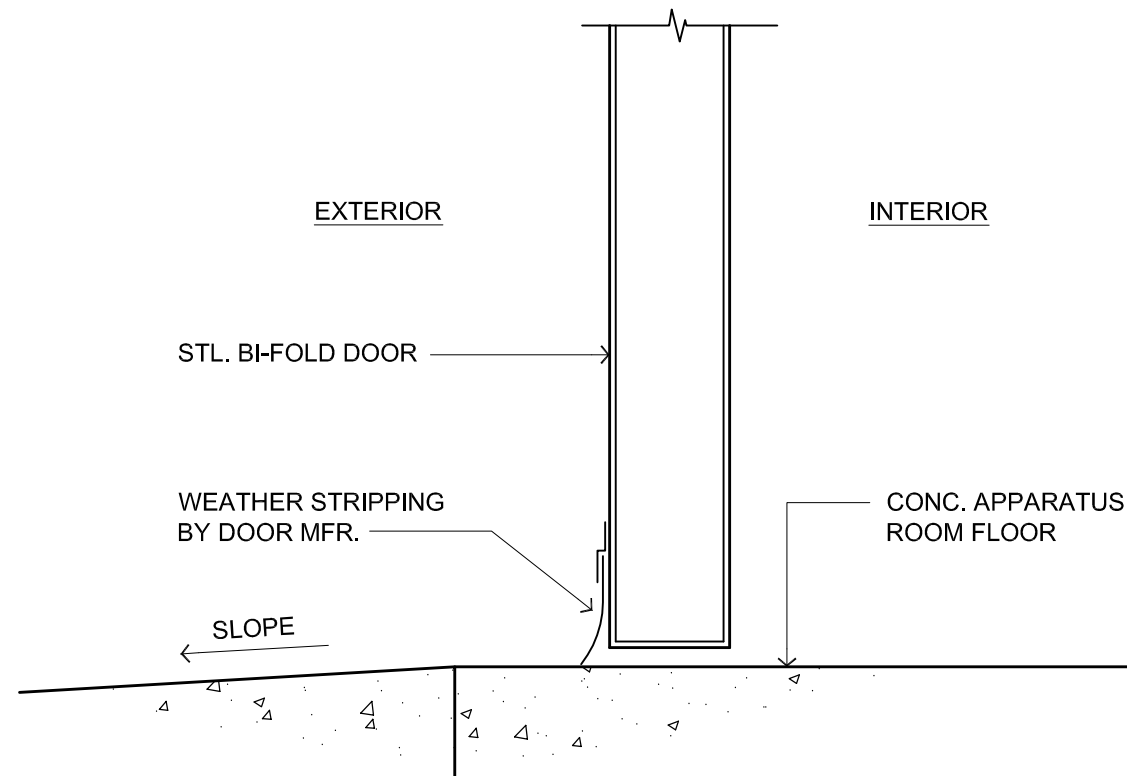 EXTERIOR
INTERIOR
STL. BI-FOLD DOOR
WEATHER STRIPPING
BY DOOR MFR.
CONC. APPARATUS
ROOM FLOOR
SLOPE